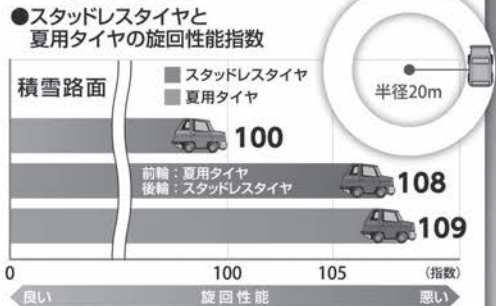 ●スタッドレスタイヤと
夏用タイヤの旋回性能指数
積雪路面
スタッドレスタイヤ
夏用タイヤ
半径20m
100
前輪：夏用タイヤ
後輪：スタッドレスタイヤ
108
109
0 100 105 (指数)
良い 旋回性能 悪い